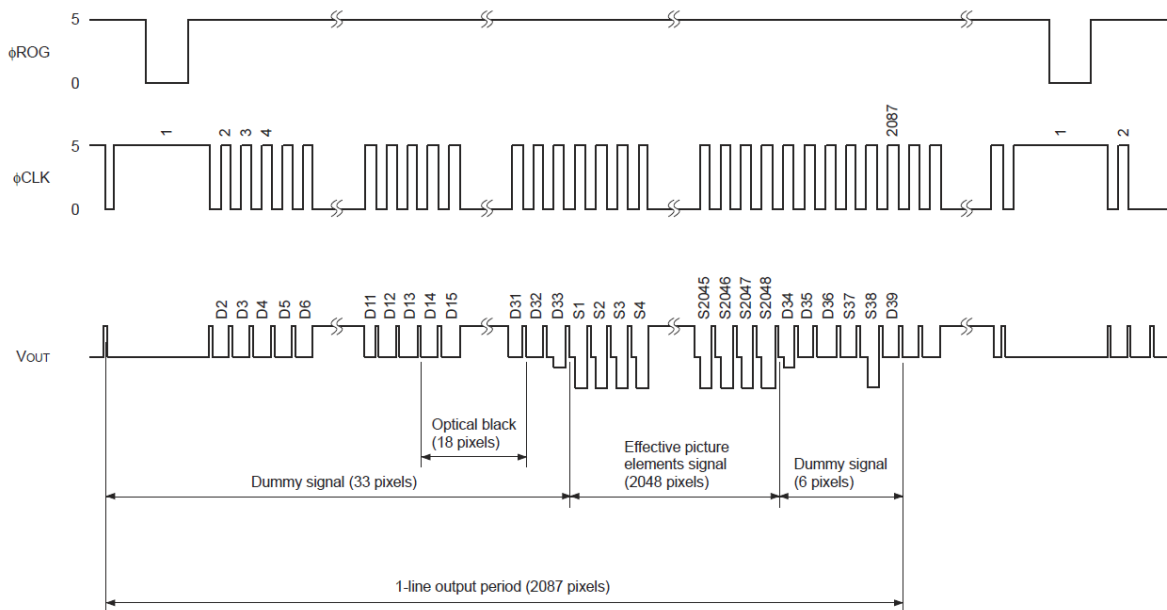 5
φROG
0
1
2
3
4
2087
1
2
5
φCLK
0
D2
D3
D4
D5
D6
D11
D12
D13
D14
D15
D31
D32
D33
S1
S2
S3
S4
S2045
S2046
S2047
S2048
D34
D35
D36
S37
S38
D39
VOUT
Optical black
(18 pixels)
Effective picture
elements signal
(2048 pixels)
Dummy signal
(6 pixels)
Dummy signal (33 pixels)
1-line output period (2087 pixels)